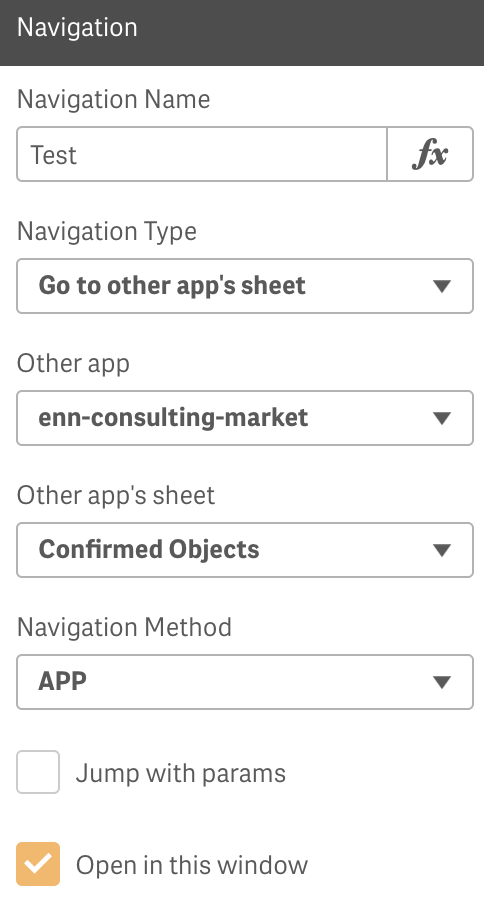 Navigation
Navigation Name
Test fx
Navigation Type
Go to other app's sheet
Other app
enn-consulting-market
Other app's sheet
Confirmed Objects
Navigation Method
APP
Jump with params
Open in this window